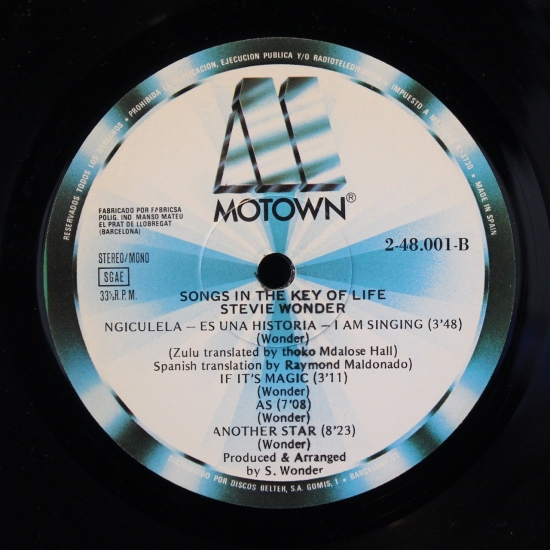 RESERVADOS TODOS LOS DERECHOS • PROHIBIDA LA DUPLICACION, EJECUCION PUBLICA Y/O RADIOTELEDIFUSION • IMPUESTO A
MADE IN SPAIN
MOTOWN®
FABRICADO POR FABRICSA
POLIG. IND. MANSO MATEU
EL PRAT DE LLOBREGAT
(BARCELONA)
2-48.001-B
STEREO/MONO
SGAE
33⅓ R.P.M.
SONGS IN THE KEY OF LIFE
STEVIE WONDER
NGICULELA – ES UNA HISTORIA – I AM SINGING (3'48)
(Wonder)
(Zulu translated by thoko Mdalose Hall)
Spanish translation by Raymond Maldonado)
IF IT'S MAGIC (3'11)
(Wonder)
AS (7'08)
(Wonder)
ANOTHER STAR (8'23)
(Wonder)
Produced & Arranged
by S. Wonder
POR DISCOS BELTER, S.A. GOMIS, 1 • BARCELONA